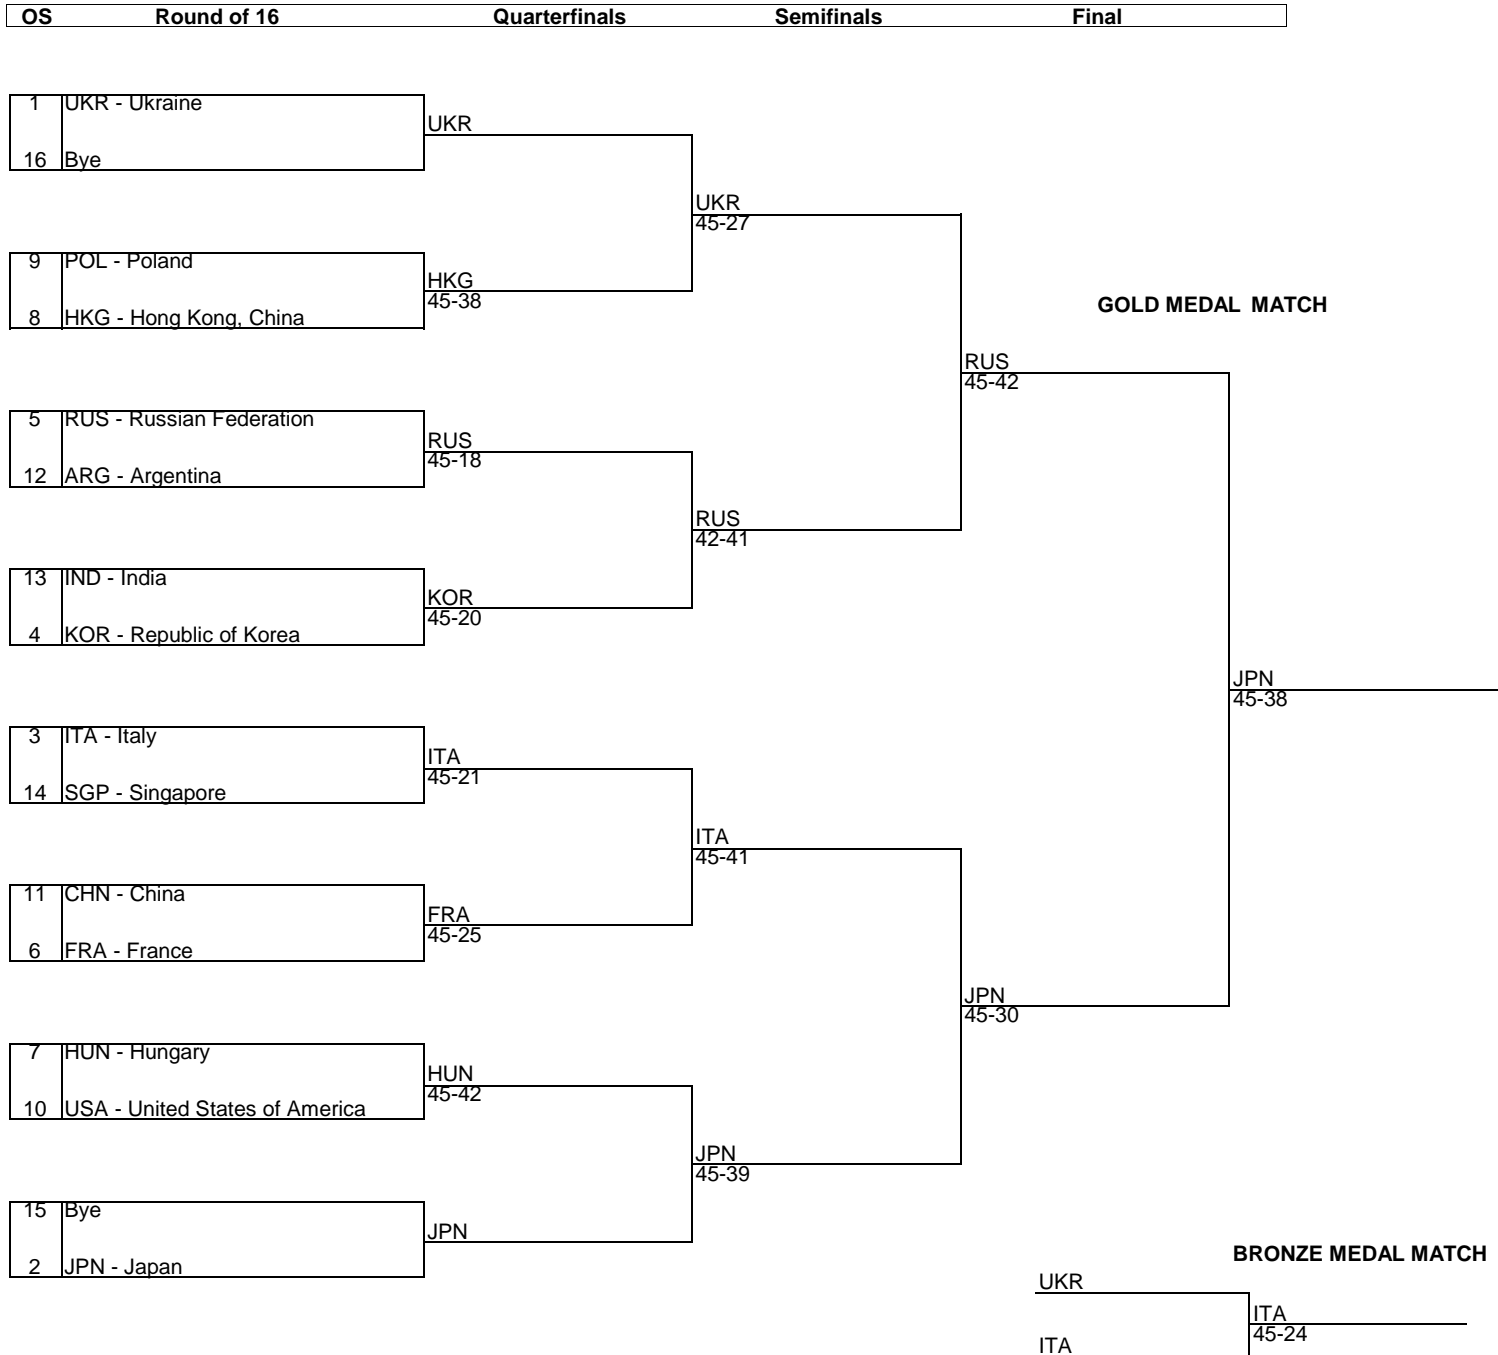 OS Round of 16 Quarterfinals Semifinals Final
1 UKR - Ukraine
UKR
16 Bye
UKR
45-27
9 POL - Poland
HKG
45-38
8 HKG - Hong Kong, China
GOLD MEDAL MATCH
RUS
45-42
5 RUS - Russian Federation
RUS
45-18
12 ARG - Argentina
RUS
42-41
13 IND - India
KOR
45-20
4 KOR - Republic of Korea
JPN
45-38
3 ITA - Italy
ITA
45-21
14 SGP - Singapore
ITA
45-41
11 CHN - China
FRA
45-25
6 FRA - France
JPN
45-30
7 HUN - Hungary
HUN
45-42
10 USA - United States of America
JPN
45-39
15 Bye
JPN
2 JPN - Japan
BRONZE MEDAL MATCH
UKR
ITA
45-24
ITA